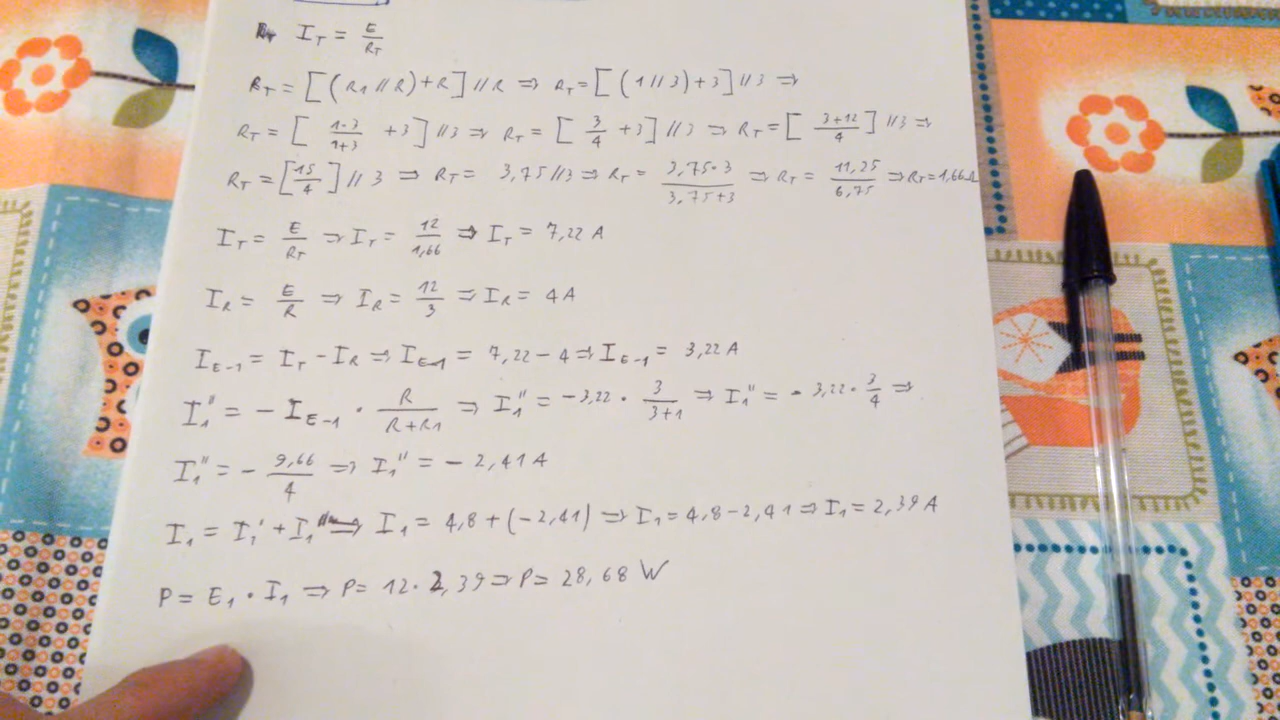 I_T = E/R_T
R_T = [(R1 // R) + R] // R ⇒ R_T = [(1 // 3) + 3] // 3 ⇒
R_T = [1·3/1+3 + 3] // 3 ⇒ R_T = [3/4 + 3] // 3 ⇒ R_T = [3+12/4] // 3 ⇒
R_T = [15/4] // 3 ⇒ R_T = 3,75 // 3 ⇒ R_T = 3,75·3/3,75+3 ⇒ R_T = 11,25/6,75 ⇒ R_T = 1,66Ω
I_T = E/R_T ⇒ I_T = 12/1,66 ⇒ I_T = 7,22 A
I_R = E/R ⇒ I_R = 12/3 ⇒ I_R = 4 A
I_E-1 = I_T - I_R ⇒ I_E-1 = 7,22 - 4 ⇒ I_E-1 = 3,22 A
I_1'' = - I_E-1 · R/R+R1 ⇒ I_1'' = -3,22 · 3/3+1 ⇒ I_1'' = - 3,22 · 3/4 ⇒
I_1'' = - 9,66/4 ⇒ I_1'' = - 2,41 A
I_1 = I_1' + I_1'' ⇒ I_1 = 4,8 + (-2,41) ⇒ I_1 = 4,8 - 2,41 ⇒ I_1 = 2,39 A
P = E_1 · I_1 ⇒ P = 12 · 2,39 ⇒ P = 28,68 W